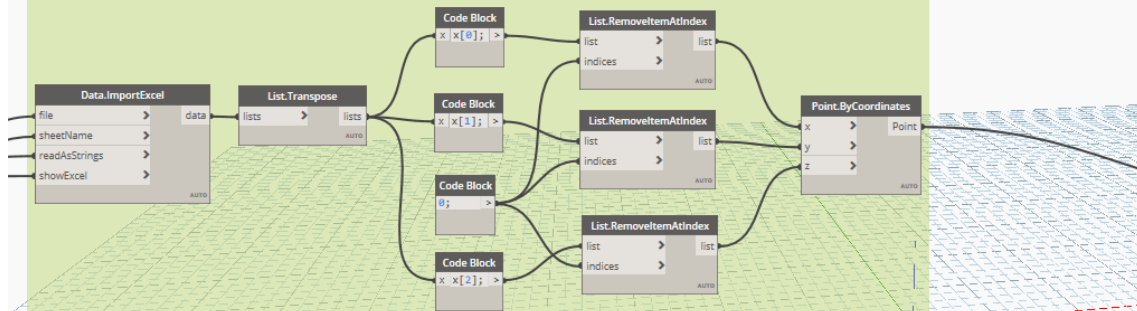 Data.ImportExcel
file > data
sheetName >
readAsStrings >
showExcel >
AUTO
List.Transpose
lists > lists
AUTO
Code Block
x x[0]; >
Code Block
x x[1]; >
Code Block
0; >
Code Block
x x[2]; >
List.RemoveItemAtIndex
list > list
indices >
AUTO
List.RemoveItemAtIndex
list > list
indices >
AUTO
List.RemoveItemAtIndex
list > list
indices >
AUTO
Point.ByCoordinates
x > Point
y >
z >
AUTO